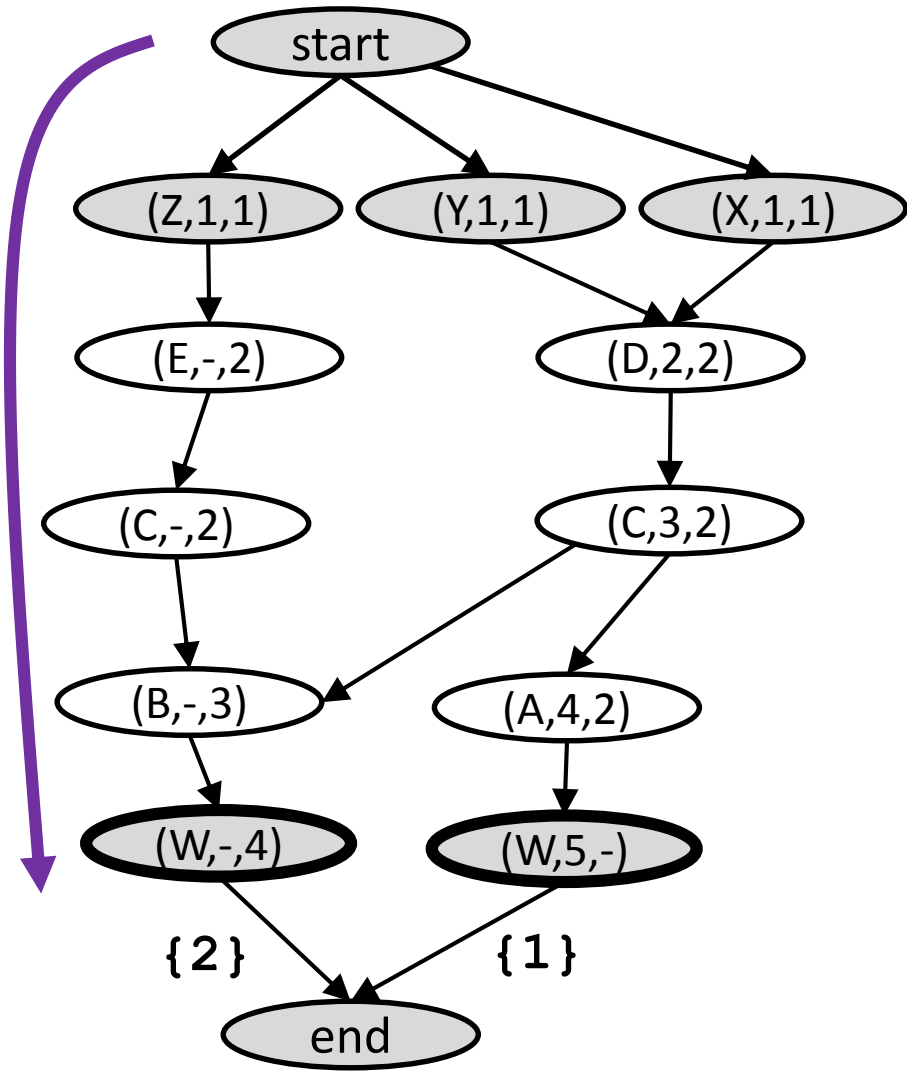 start
(Z,1,1)
(Y,1,1)
(X,1,1)
(E,-,2)
(D,2,2)
(C,-,2)
(C,3,2)
(B,-,3)
(A,4,2)
(W,-,4)
(W,5,-)
{2}
{1}
end